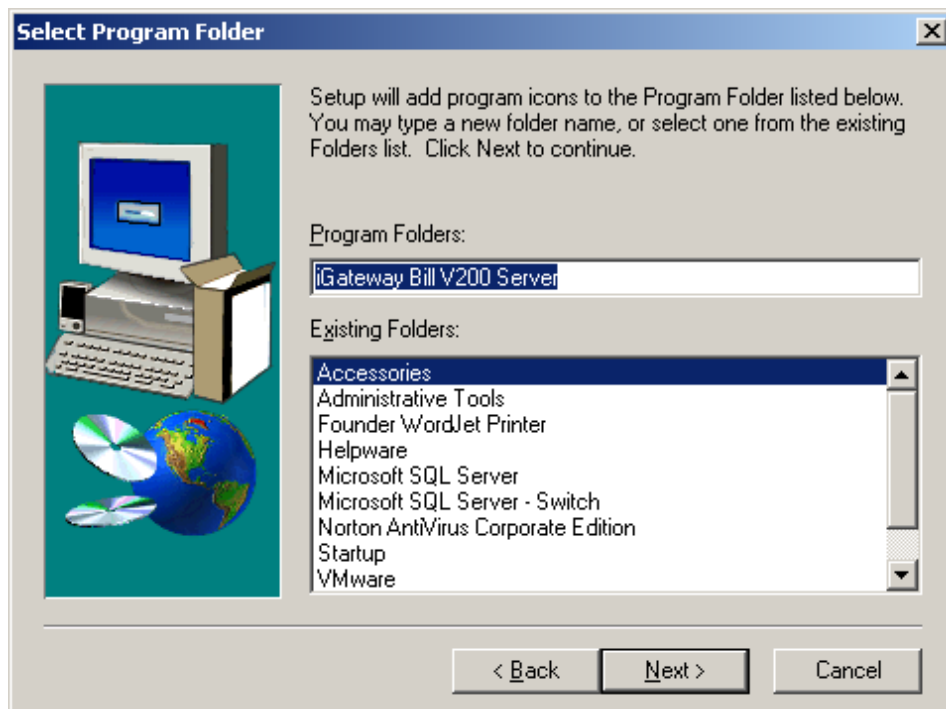 Select Program Folder
Setup will add program icons to the Program Folder listed below.
You may type a new folder name, or select one from the existing
Folders list.  Click Next to continue.
Program Folders:
iGateway Bill V200 Server
Existing Folders:
Accessories
Administrative Tools
Founder WordJet Printer
Helpware
Microsoft SQL Server
Microsoft SQL Server - Switch
Norton AntiVirus Corporate Edition
Startup
VMware
< Back
Next >
Cancel